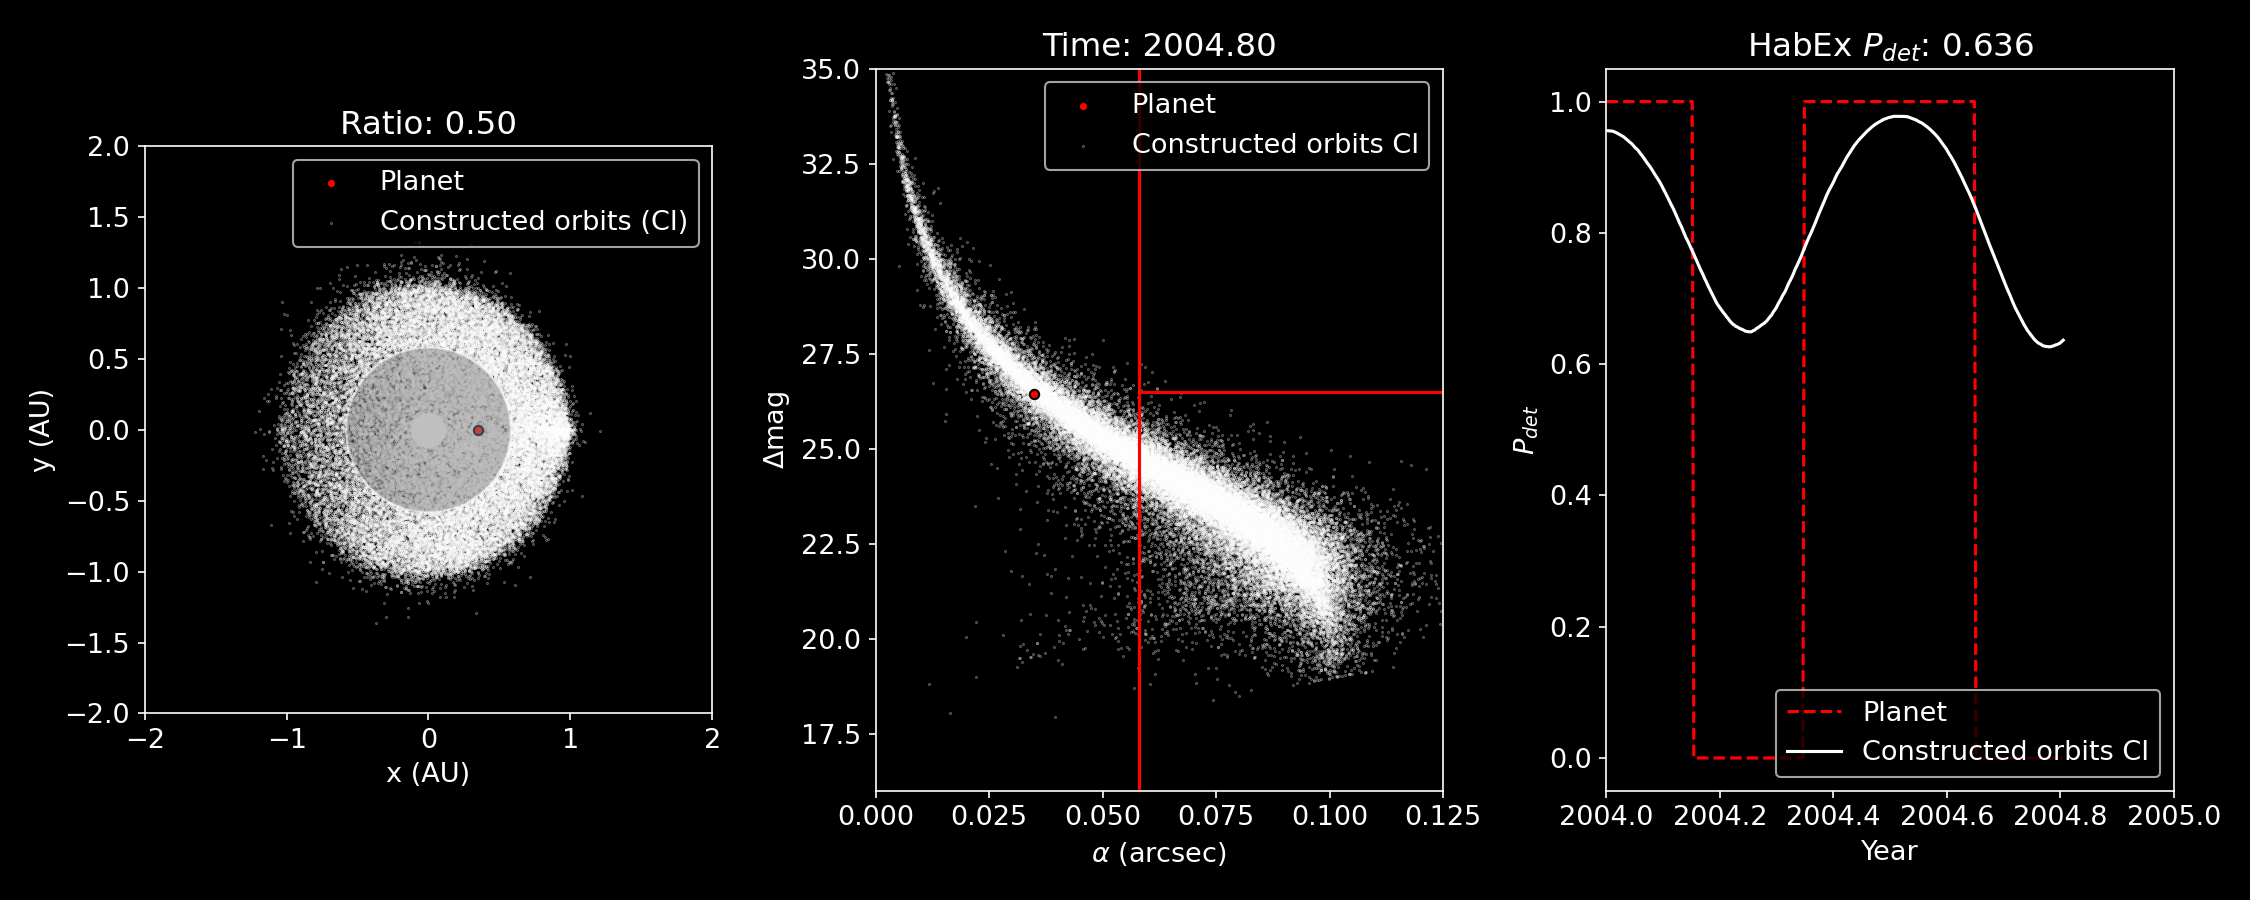 Ratio: 0.50
Planet
Constructed orbits (CI)
2.0
1.5
1.0
0.5
0.0
−0.5
−1.0
−1.5
−2.0
y (AU)
−2
−1
0
1
2
x (AU)
Time: 2004.80
Planet
Constructed orbits CI
35.0
32.5
30.0
27.5
25.0
22.5
20.0
17.5
Δmag
0.000
0.025
0.050
0.075
0.100
0.125
α (arcsec)
HabEx P_det: 0.636
1.0
0.8
0.6
0.4
0.2
0.0
P_det
Planet
Constructed orbits CI
2004.0
2004.2
2004.4
2004.6
2004.8
2005.0
Year